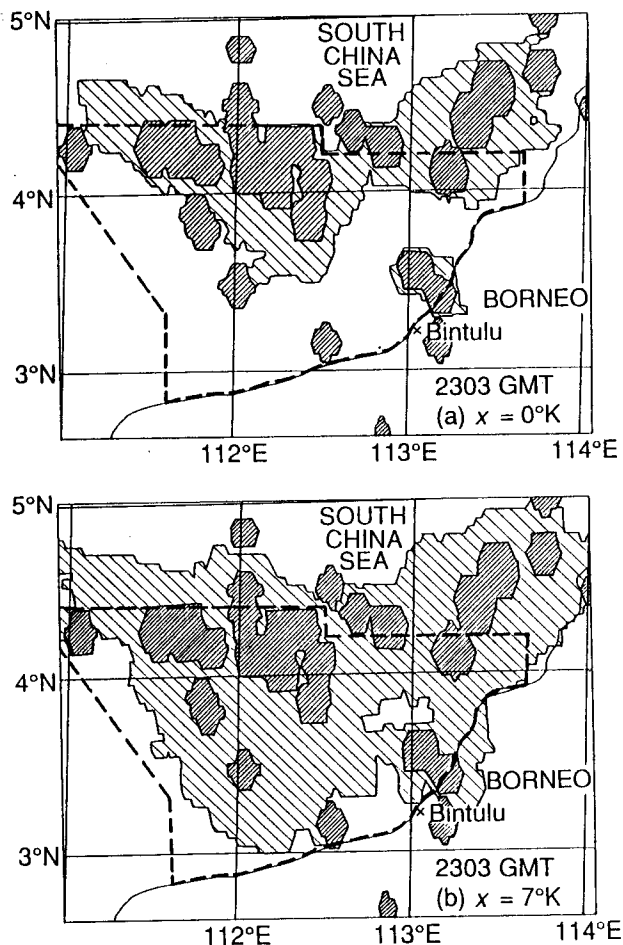 5°N
SOUTH
CHINA
SEA
4°N
BORNEO
×Bintulu
3°N
2303 GMT
(a) x = 0°K
112°E
113°E
114°E
5°N
SOUTH
CHINA
SEA
4°N
BORNEO
×Bintulu
3°N
2303 GMT
(b) x = 7°K
112°E
113°E
114°E